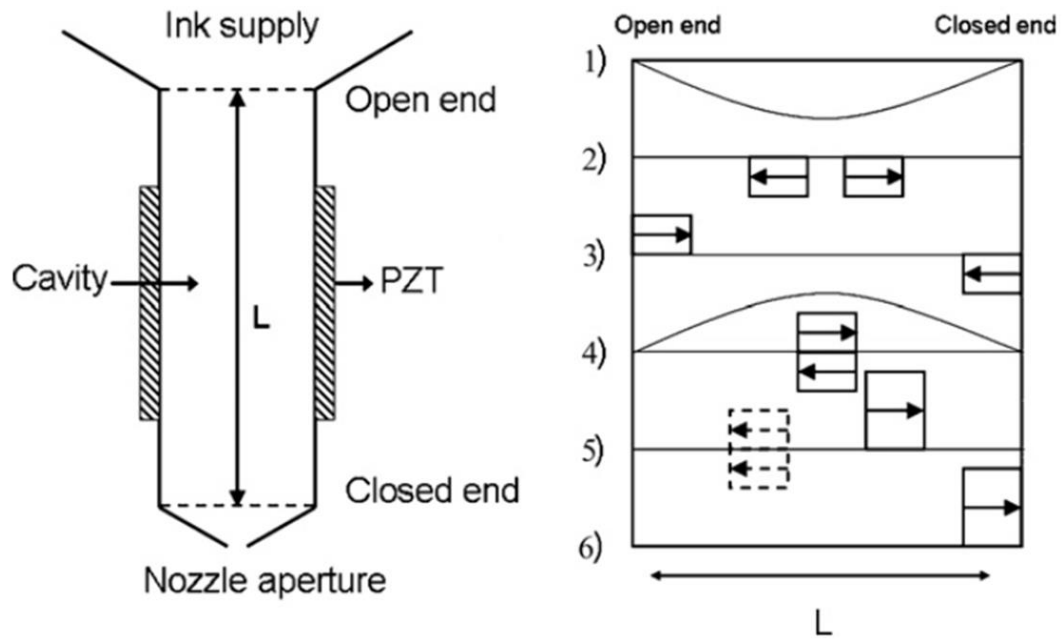 Ink supply
Open end
Cavity
PZT
L
Closed end
Nozzle aperture
Open end
Closed end
1)
2)
3)
4)
5)
6)
L